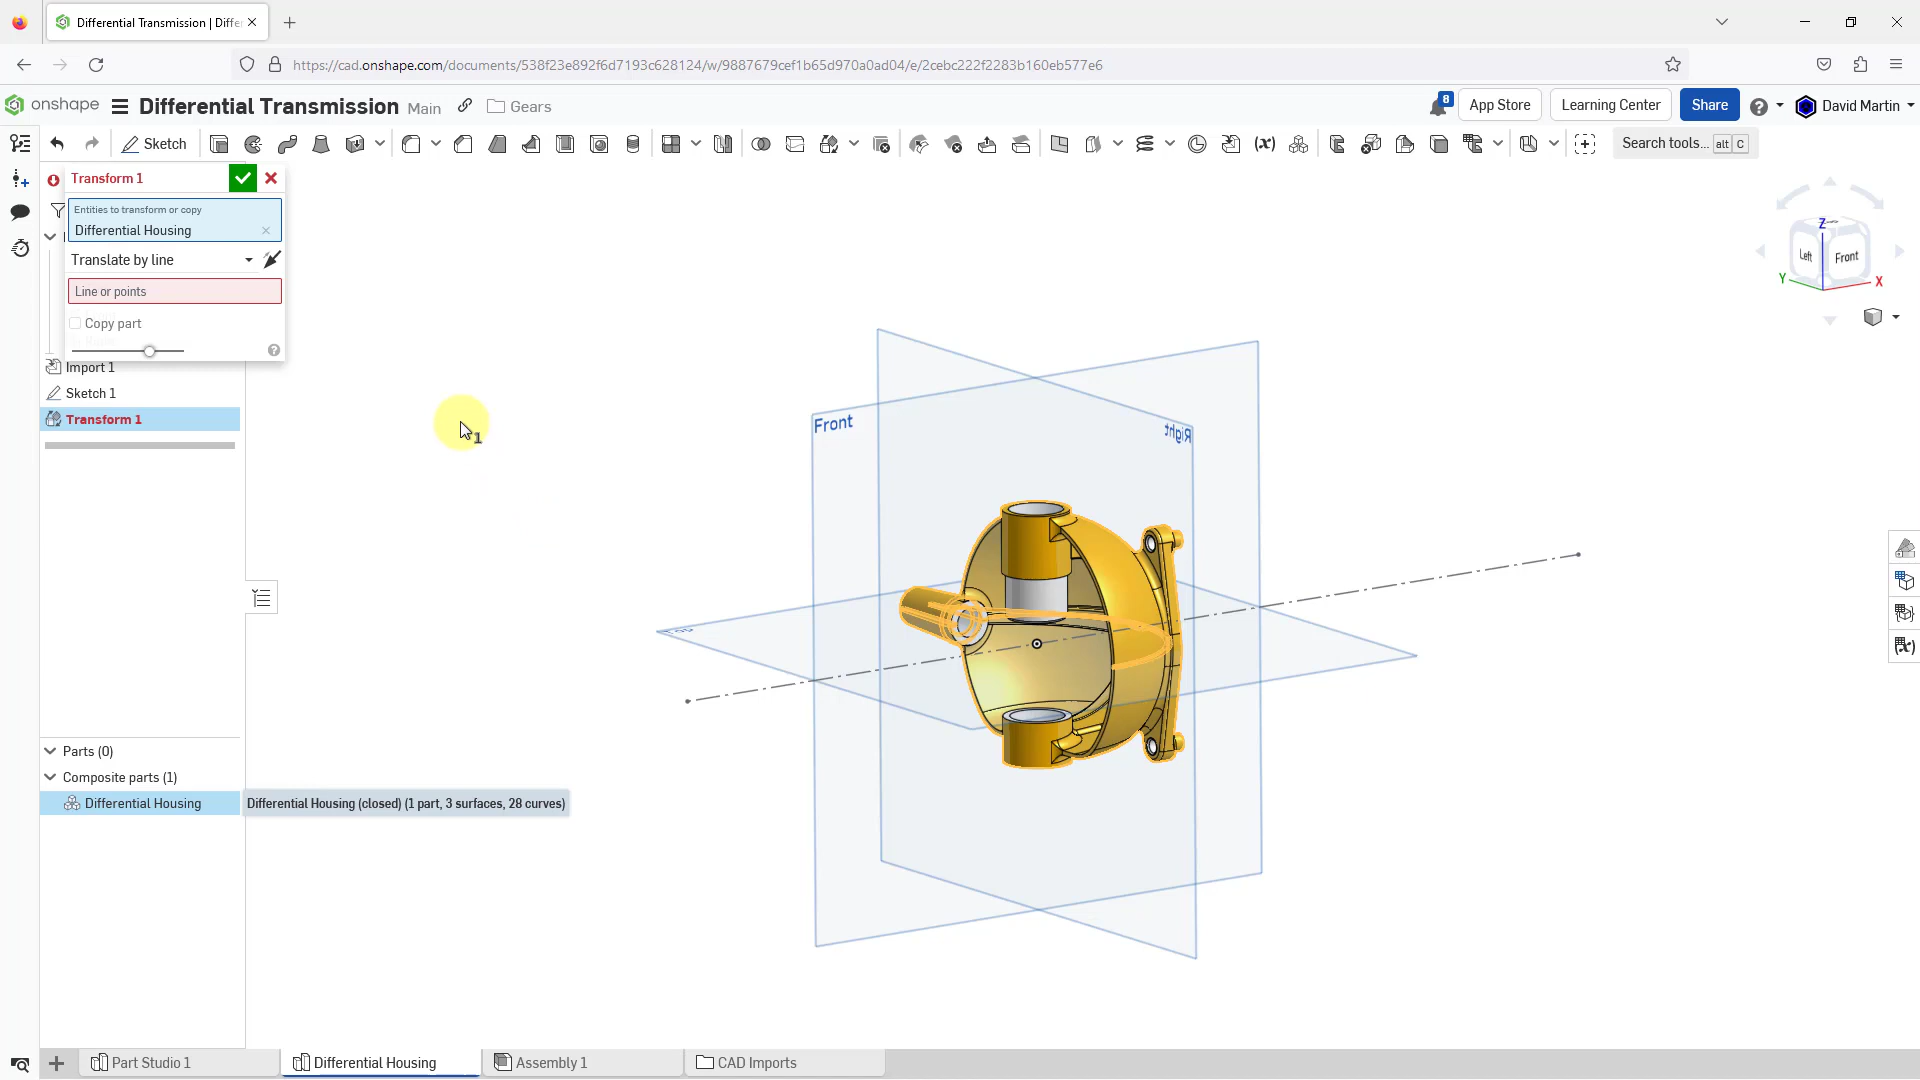 Differential Transmission | Diffe
https://cad.onshape.com/documents/538f23e892f6d7193c628124/w/9887679cef1b65d970a0ad04/e/2cebc222f2283b160eb577e6
onshape
Differential Transmission Main Gears
8
App Store
Learning Center
Share
David Martin
Sketch
(x)
Search tools... alt C
Transform 1
Entities to transform or copy
Differential Housing
Translate by line
Line or points
Copy part
Import 1
Sketch 1
Transform 1
1
Front
Right
Z
Left
Front
Y
X
(x)
Parts (0)
Composite parts (1)
Differential Housing
Differential Housing (closed) (1 part, 3 surfaces, 28 curves)
Part Studio 1
Differential Housing
Assembly 1
CAD Imports